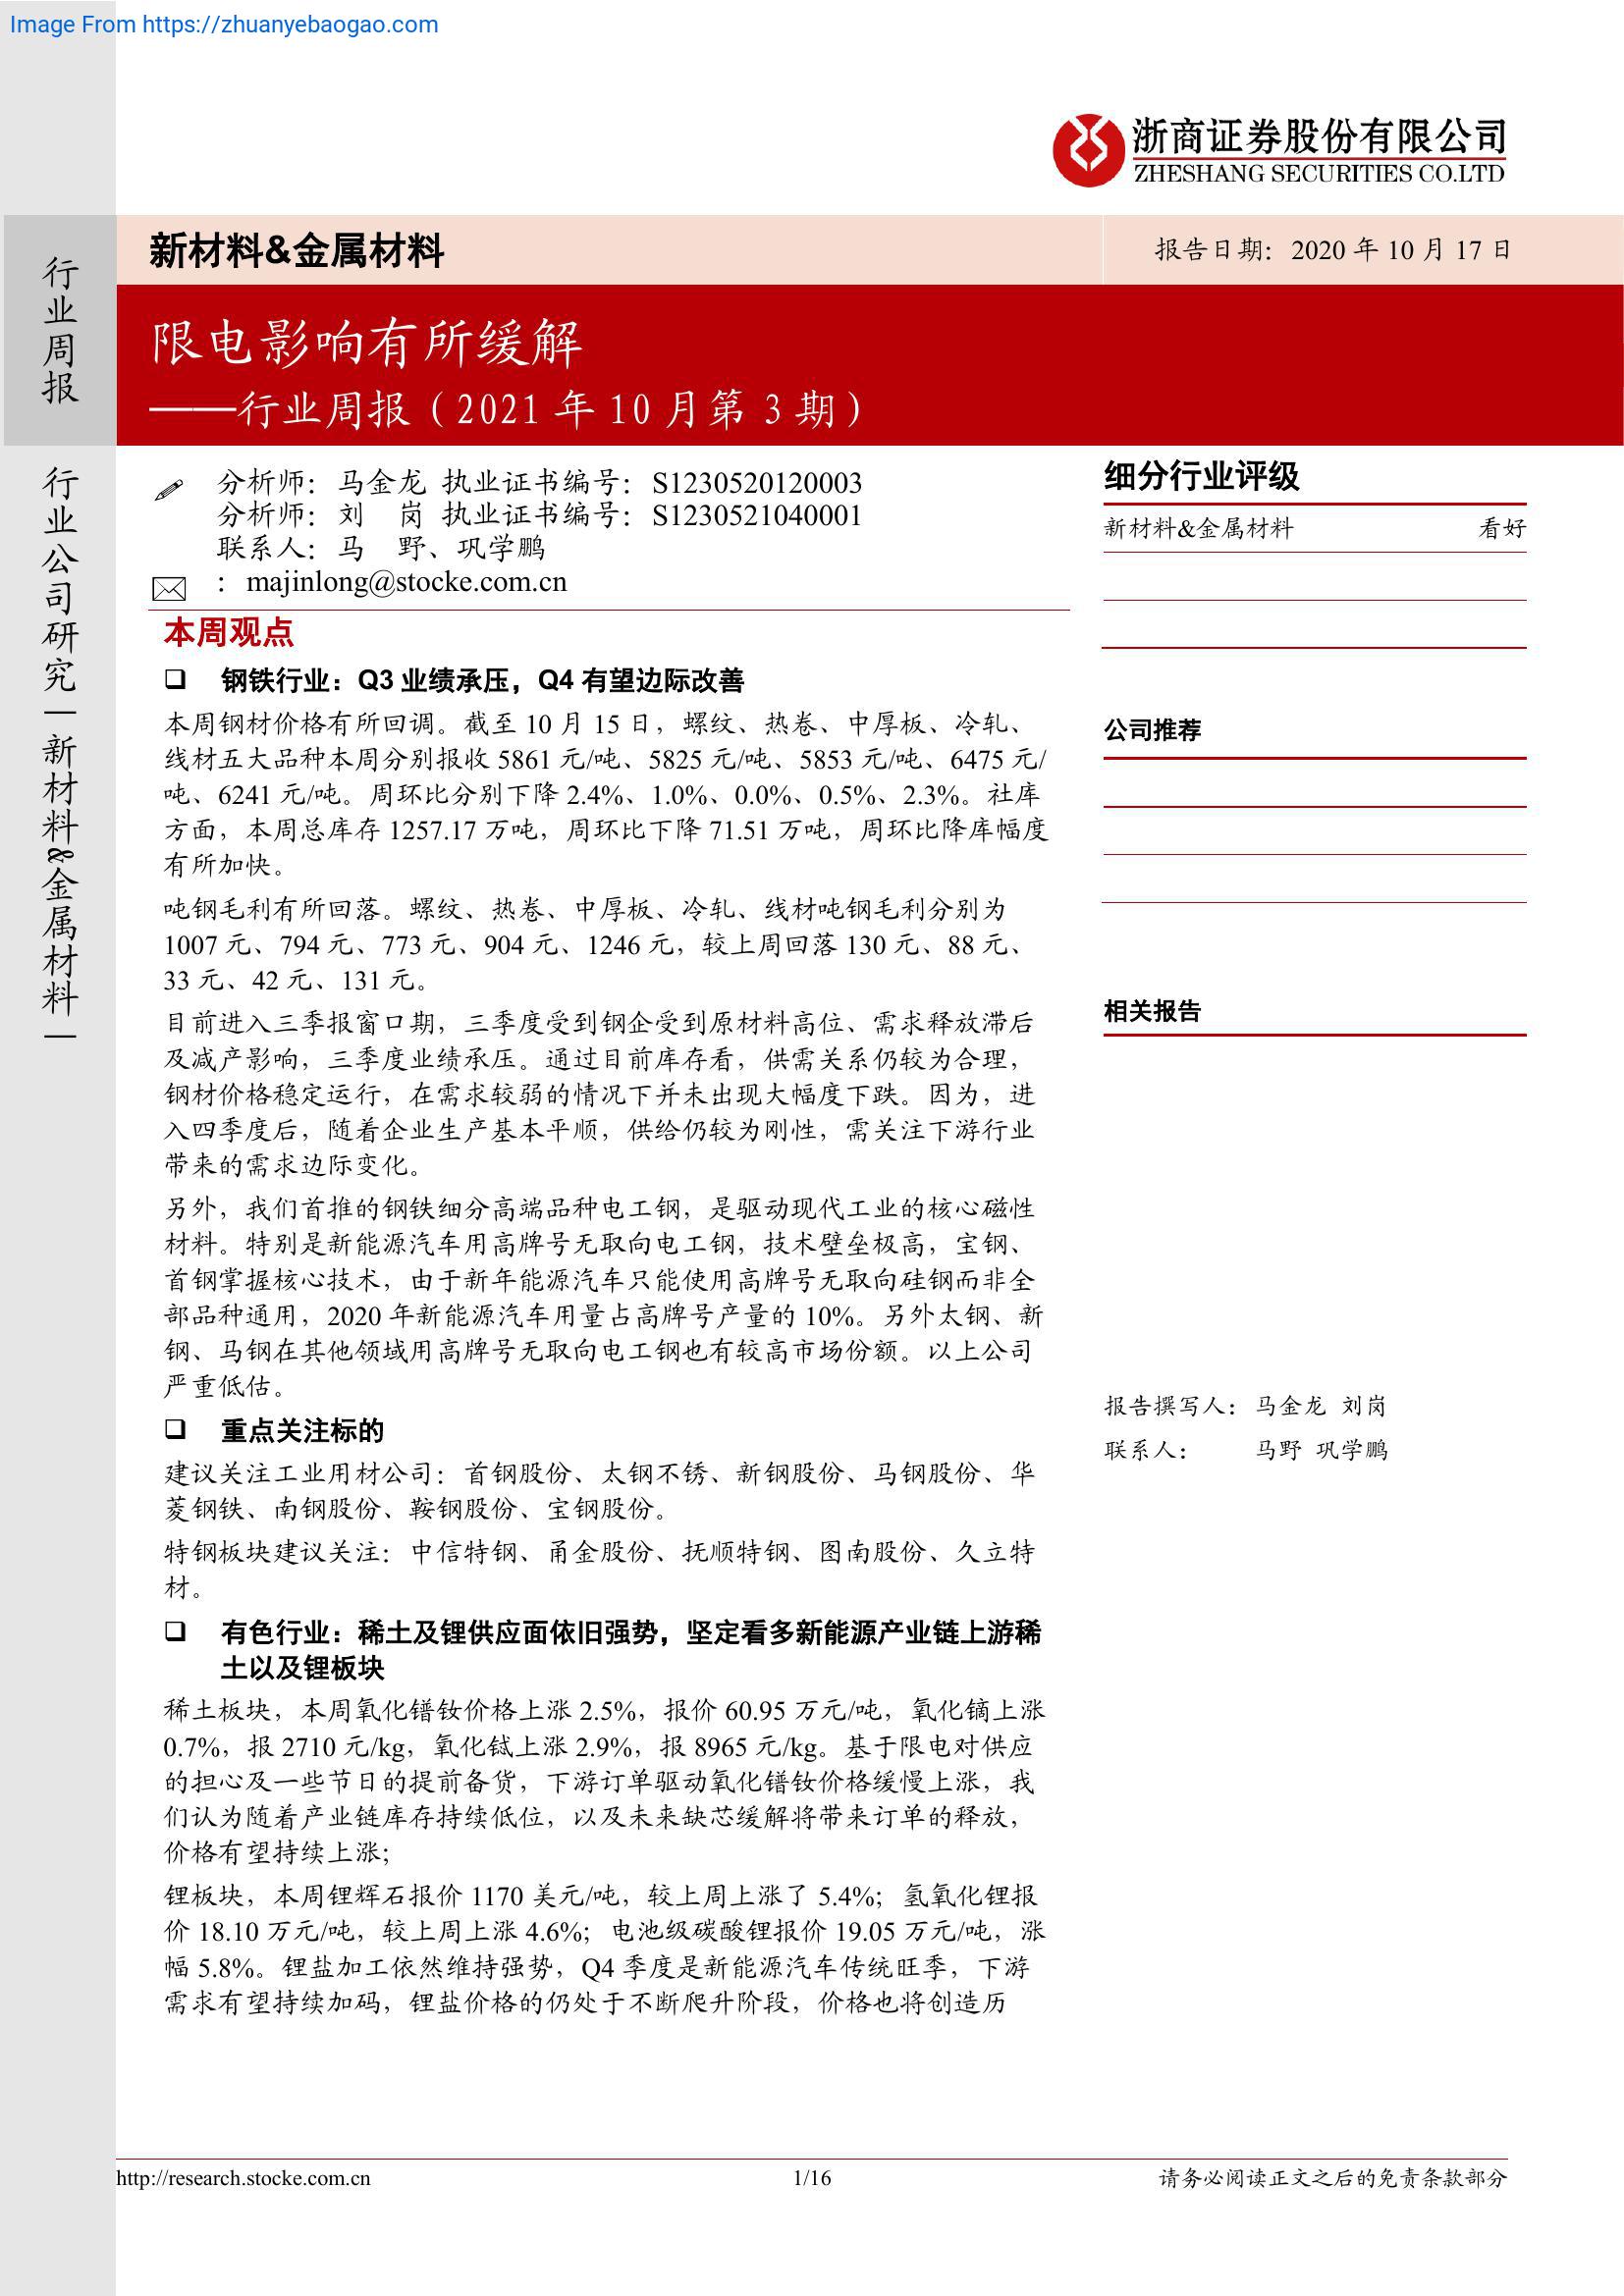 Image From https://zhuanyebaogao.com
浙商证券股份有限公司
ZHESHANG SECURITIES CO.LTD
行业周报
行业公司研究|新材料&金属材料|
新材料&金属材料
报告日期：2020 年 10 月 17 日
限电影响有所缓解
——行业周报（2021 年 10 月第 3 期）
分析师：马金龙 执业证书编号：S1230520120003
分析师：刘 岗 执业证书编号：S1230521040001
联系人：马 野、巩学鹏
：majinlong@stocke.com.cn
本周观点
钢铁行业：Q3 业绩承压，Q4 有望边际改善
本周钢材价格有所回调。截至 10 月 15 日，螺纹、热卷、中厚板、冷轧、
线材五大品种本周分别报收 5861 元/吨、5825 元/吨、5853 元/吨、6475 元/
吨、6241 元/吨。周环比分别下降 2.4%、1.0%、0.0%、0.5%、2.3%。社库
方面，本周总库存 1257.17 万吨，周环比下降 71.51 万吨，周环比降库幅度
有所加快。
吨钢毛利有所回落。螺纹、热卷、中厚板、冷轧、线材吨钢毛利分别为
1007 元、794 元、773 元、904 元、1246 元，较上周回落 130 元、88 元、
33 元、42 元、131 元。
目前进入三季报窗口期，三季度受到钢企受到原材料高位、需求释放滞后
及减产影响，三季度业绩承压。通过目前库存看，供需关系仍较为合理，
钢材价格稳定运行，在需求较弱的情况下并未出现大幅度下跌。因为，进
入四季度后，随着企业生产基本平顺，供给仍较为刚性，需关注下游行业
带来的需求边际变化。
另外，我们首推的钢铁细分高端品种电工钢，是驱动现代工业的核心磁性
材料。特别是新能源汽车用高牌号无取向电工钢，技术壁垒极高，宝钢、
首钢掌握核心技术，由于新年能源汽车只能使用高牌号无取向硅钢而非全
部品种通用，2020 年新能源汽车用量占高牌号产量的 10%。另外太钢、新
钢、马钢在其他领域用高牌号无取向电工钢也有较高市场份额。以上公司
严重低估。
重点关注标的
建议关注工业用材公司：首钢股份、太钢不锈、新钢股份、马钢股份、华
菱钢铁、南钢股份、鞍钢股份、宝钢股份。
特钢板块建议关注：中信特钢、甬金股份、抚顺特钢、图南股份、久立特
材。
有色行业：稀土及锂供应面依旧强势，坚定看多新能源产业链上游稀
土以及锂板块
稀土板块，本周氧化镨钕价格上涨 2.5%，报价 60.95 万元/吨，氧化镝上涨
0.7%，报 2710 元/kg，氧化铽上涨 2.9%，报 8965 元/kg。基于限电对供应
的担心及一些节日的提前备货，下游订单驱动氧化镨钕价格缓慢上涨，我
们认为随着产业链库存持续低位，以及未来缺芯缓解将带来订单的释放，
价格有望持续上涨；
锂板块，本周锂辉石报价 1170 美元/吨，较上周上涨了 5.4%；氢氧化锂报
价 18.10 万元/吨，较上周上涨 4.6%；电池级碳酸锂报价 19.05 万元/吨，涨
幅 5.8%。锂盐加工依然维持强势，Q4 季度是新能源汽车传统旺季，下游
需求有望持续加码，锂盐价格的仍处于不断爬升阶段，价格也将创造历
细分行业评级
新材料&金属材料 看好
公司推荐
相关报告
报告撰写人：马金龙 刘岗
联系人： 马野 巩学鹏
http://research.stocke.com.cn
1/16
请务必阅读正文之后的免责条款部分